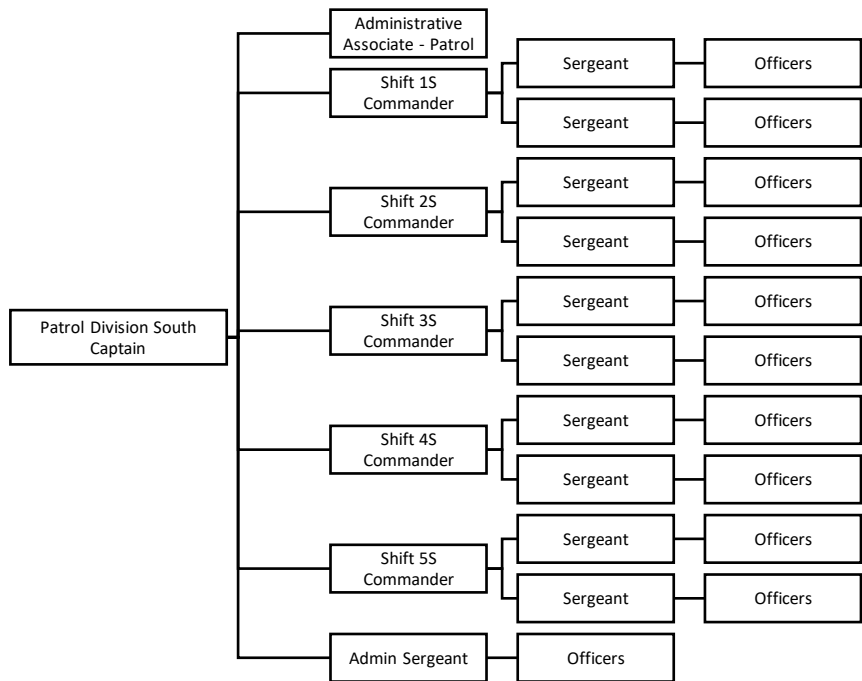 Administrative
Associate - Patrol
Sergeant
Officers
Shift 1S
Commander
Sergeant
Officers
Sergeant
Officers
Shift 2S
Commander
Sergeant
Officers
Sergeant
Officers
Patrol Division South
Captain
Shift 3S
Commander
Sergeant
Officers
Sergeant
Officers
Shift 4S
Commander
Sergeant
Officers
Sergeant
Officers
Shift 5S
Commander
Sergeant
Officers
Admin Sergeant
Officers